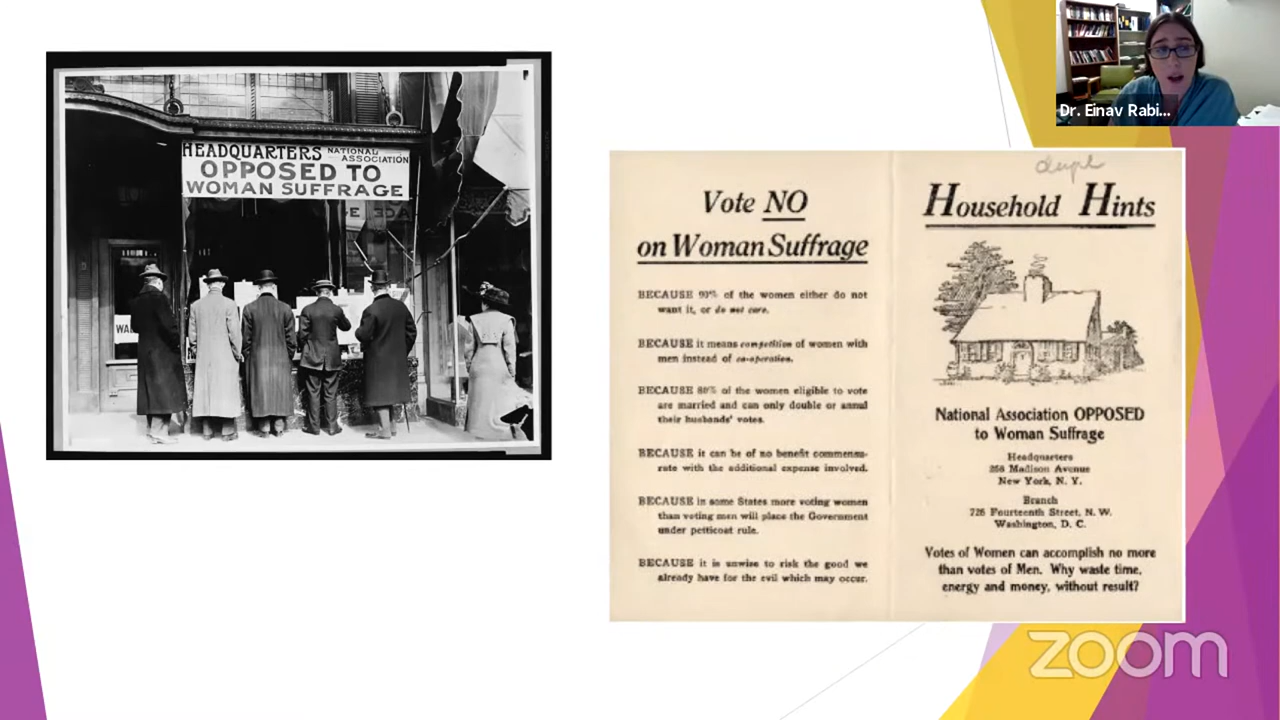 HEADQUARTERS NATIONAL ASSOCIATION
OPPOSED TO
WOMAN SUFFRAGE
WA
Vote NO
on Woman Suffrage
BECAUSE 90% of the women either do not
want it, or do not care.
BECAUSE it means competition of women with
men instead of co-operation.
BECAUSE 80% of the women eligible to vote
are married and can only double or annul
their husbands' votes.
BECAUSE it can be of no benefit commensu-
rate with the additional expense involved.
BECAUSE in some States more voting women
than voting men will place the Government
under petticoat rule.
BECAUSE it is unwise to risk the good we
already have for the evil which may occur.
dupl
Household Hints
National Association OPPOSED
to Woman Suffrage
Headquarters
268 Madison Avenue
New York, N. Y.
Branch
726 Fourteenth Street, N. W.
Washington, D. C.
Votes of Women can accomplish no more
than votes of Men. Why waste time,
energy and money, without result?
Dr. Einav Rabi...
zoom